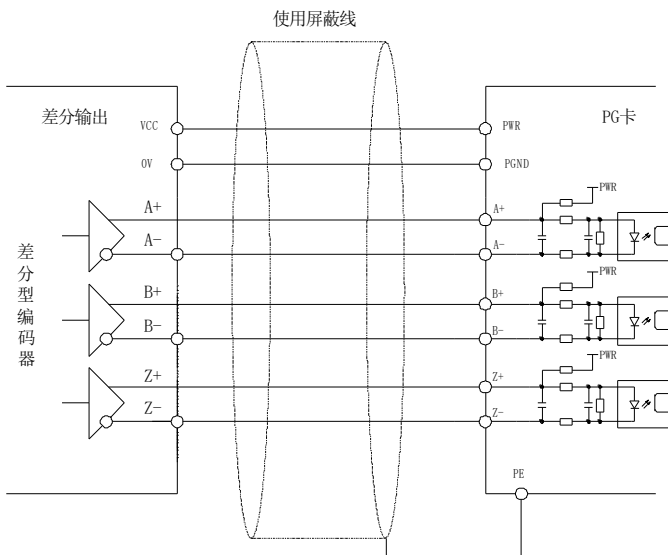 使用屏蔽线
差分输出
PG卡
VCC
PWR
0V
PGND
PWR
A+
A+
A-
A-
差分型编码器
PWR
B+
B+
B-
B-
PWR
Z+
Z+
Z-
Z-
PE